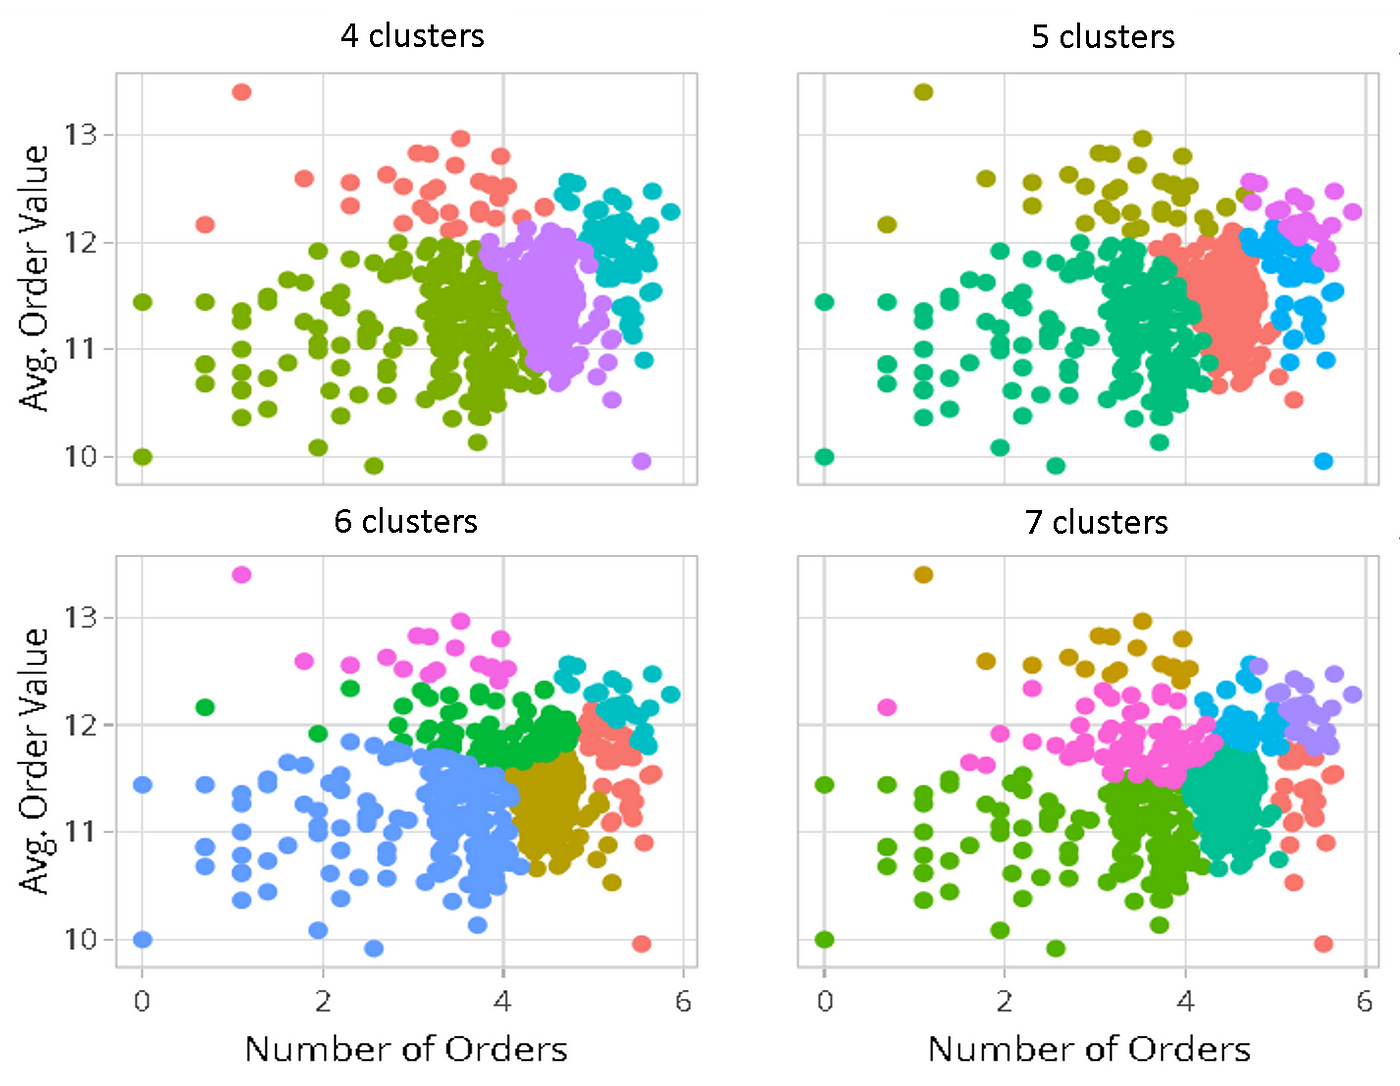 4 clusters
5 clusters
Avg. Order Value
13
12
11
10
6 clusters
7 clusters
Avg. Order Value
13
12
11
10
0 2 4 6
0 2 4 6
Number of Orders
Number of Orders